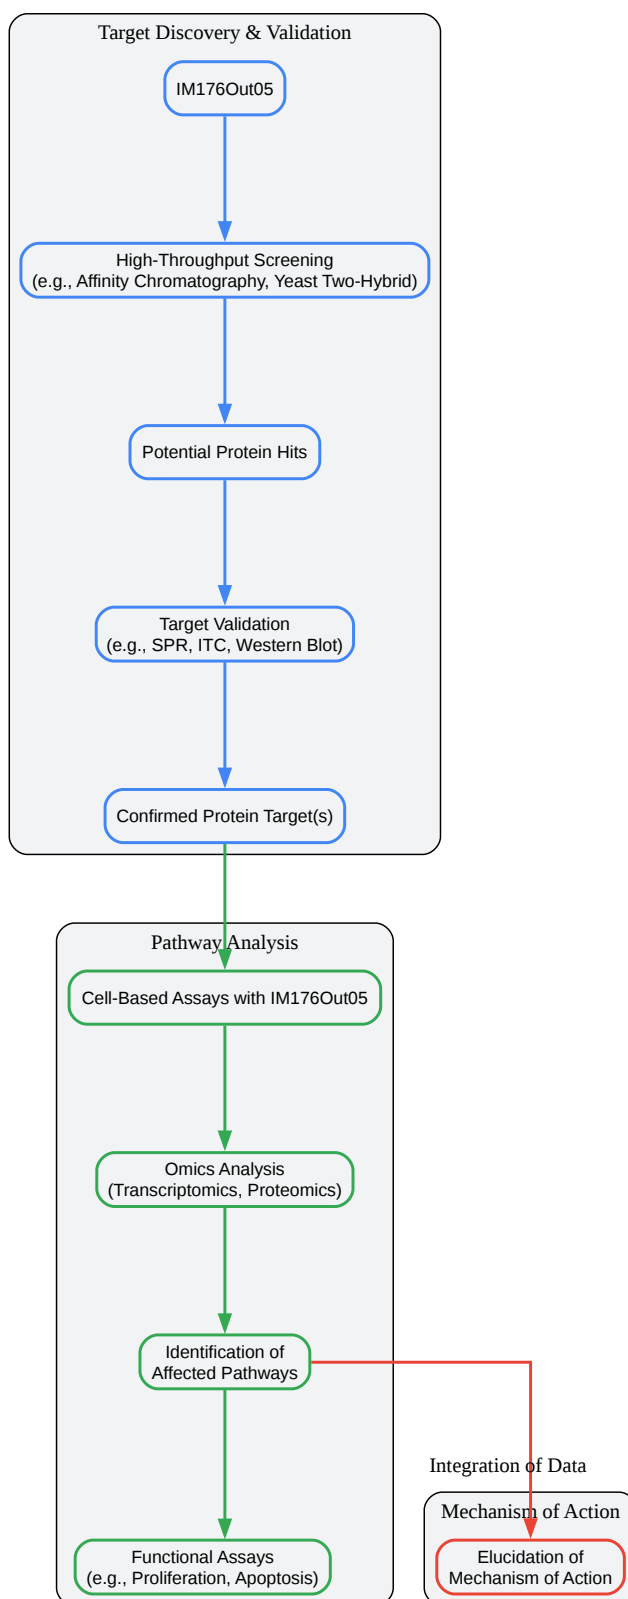 Target Discovery & Validation
IM176Out05
High-Throughput Screening
(e.g., Affinity Chromatography, Yeast Two-Hybrid)
Potential Protein Hits
Target Validation
(e.g., SPR, ITC, Western Blot)
Confirmed Protein Target(s)
Pathway Analysis
Cell-Based Assays with IM176Out05
Omics Analysis
(Transcriptomics, Proteomics)
Identification of
Affected Pathways
Integration of Data
Mechanism of Action
Functional Assays
(e.g., Proliferation, Apoptosis)
Elucidation of
Mechanism of Action